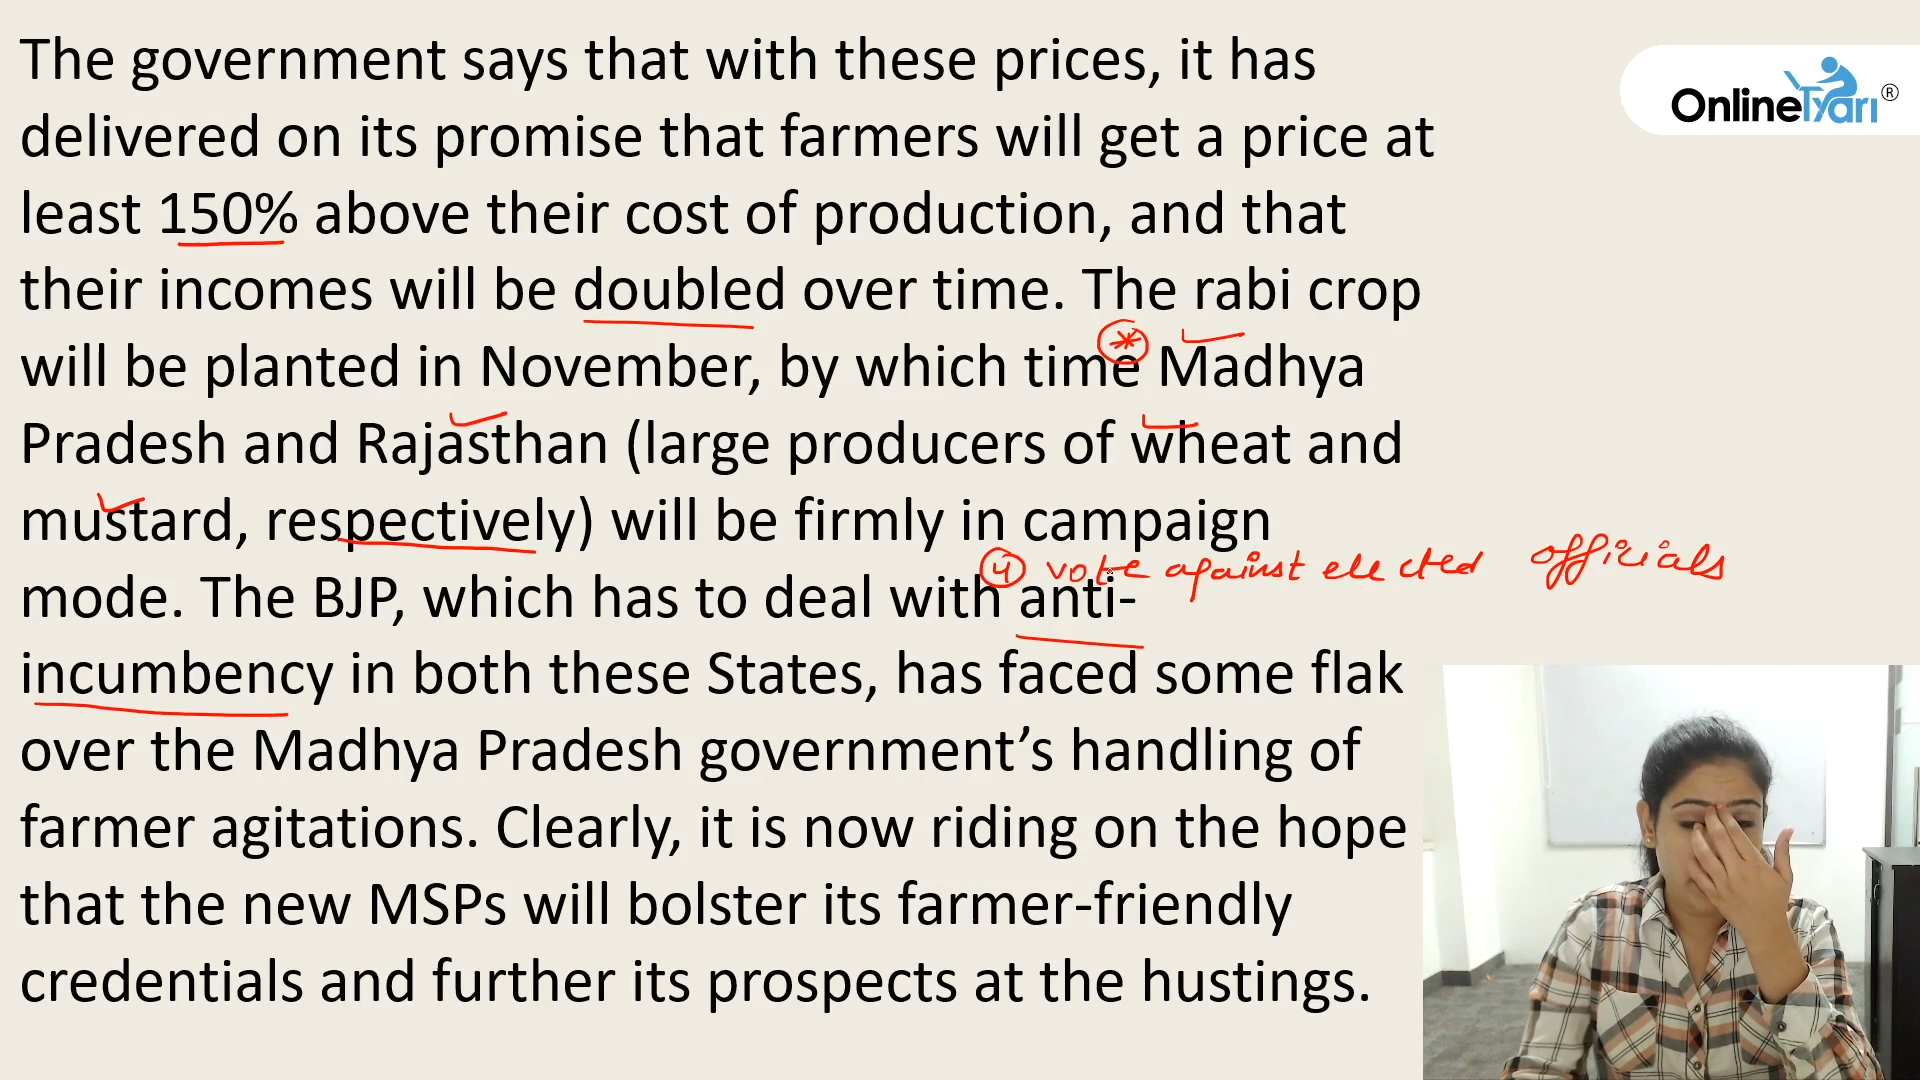 The government says that with these prices, it has
delivered on its promise that farmers will get a price at
least 150% above their cost of production, and that
their incomes will be doubled over time. The rabi crop
will be planted in November, by which time Madhya
Pradesh and Rajasthan (large producers of wheat and
mustard, respectively) will be firmly in campaign
④ vote against elected officials
mode. The BJP, which has to deal with anti-
incumbency in both these States, has faced some flak
over the Madhya Pradesh government’s handling of
farmer agitations. Clearly, it is now riding on the hope
that the new MSPs will bolster its farmer-friendly
credentials and further its prospects at the hustings.
OnlineTyari®